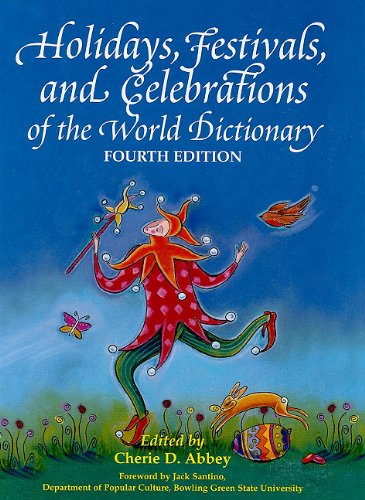 Holidays, Festivals,
and Celebrations
of the World Dictionary
FOURTH EDITION
Edited by
Cherie D. Abbey
Foreword by Jack Santino,
Department of Popular Culture, Bowling Green State University